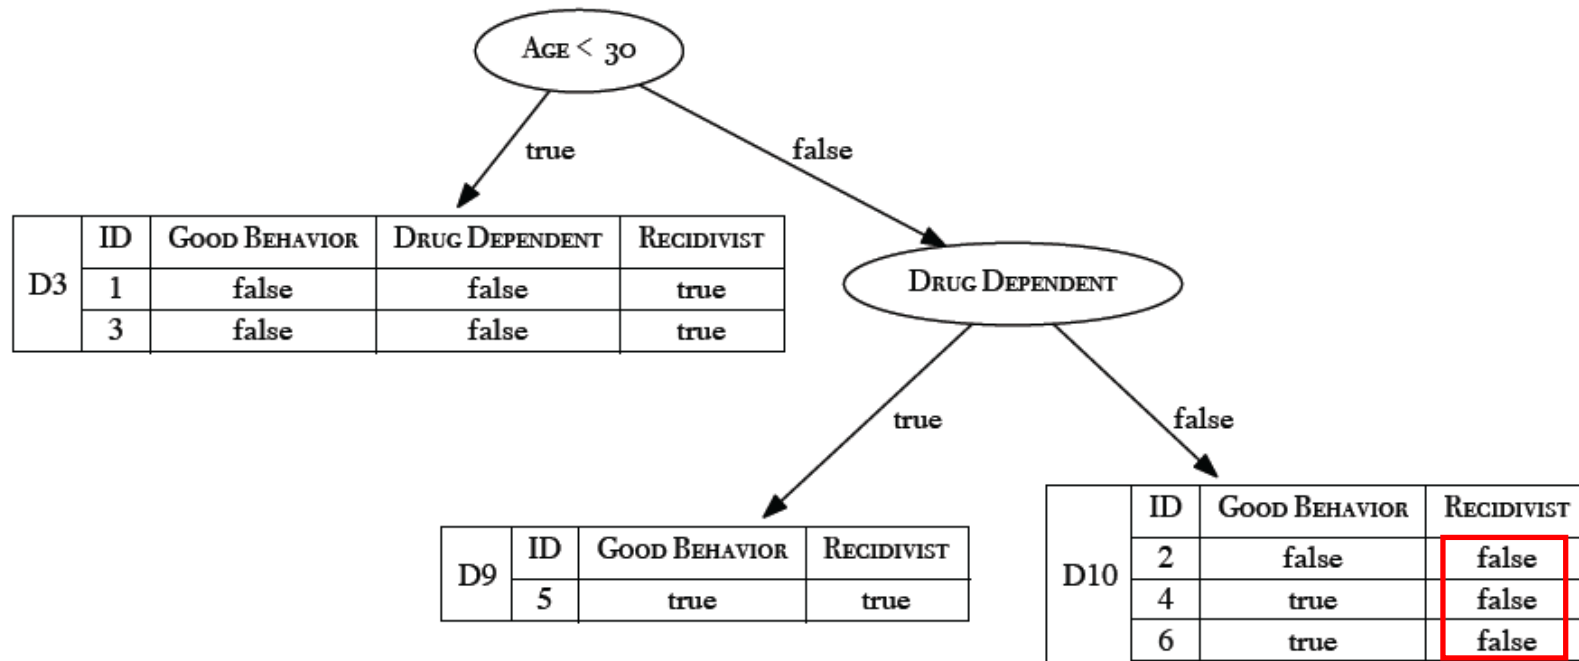 Age < 30
true
false
ID Good Behavior Drug Dependent Recidivist
D3
1 false false true
3 false false true
Drug Dependent
true
false
ID Good Behavior Recidivist
D9
5 true true
ID Good Behavior Recidivist
D10
2 false false
4 true false
6 true false